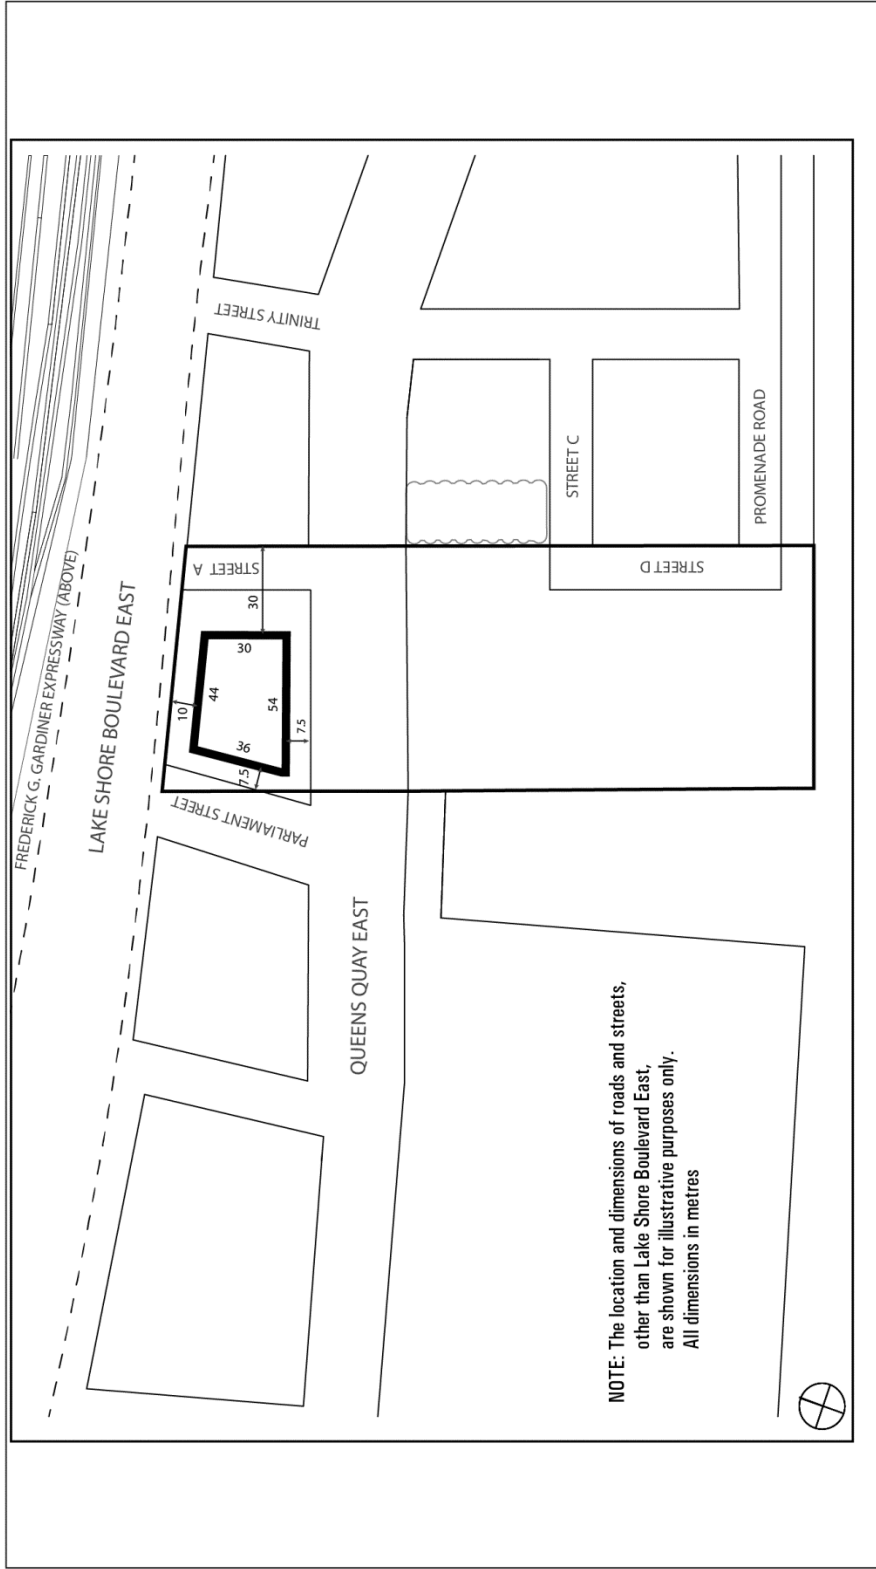 FREDERICK G. GARDINER EXPRESSWAY (ABOVE)
LAKE SHORE BOULEVARD EAST
TRINITY STREET
STREET A
PARLIAMENT STREET
30
10
44
30
36
54
7.5
7.5
QUEENS QUAY EAST
STREET C
STREET D
PROMENADE ROAD
NOTE: The location and dimensions of roads and streets,
other than Lake Shore Boulevard East,
are shown for illustrative purposes only.
All dimensions in metres